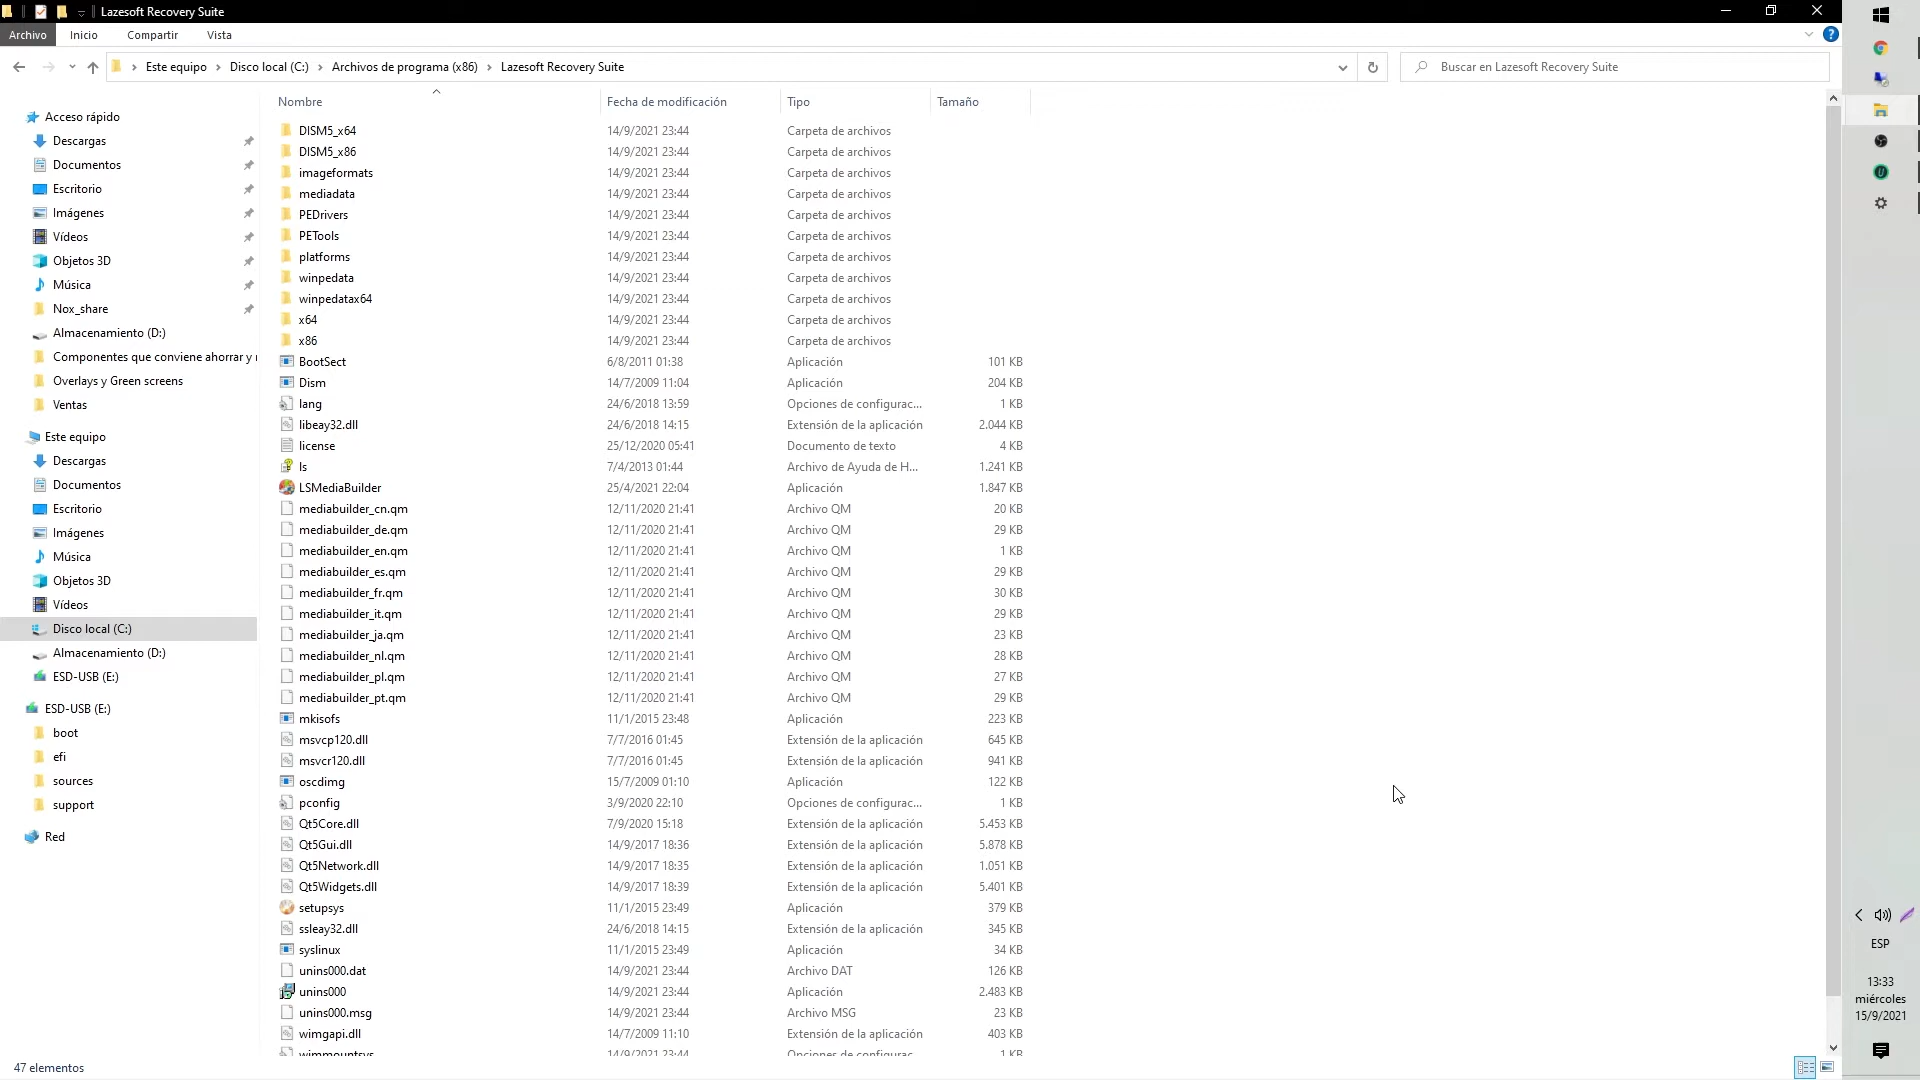 Lazesoft Recovery Suite
Archivo Inicio Compartir Vista
Este equipo Disco local (C:) Archivos de programa (x86) Lazesoft Recovery Suite
Buscar en Lazesoft Recovery Suite
Acceso rápido
Descargas
Documentos
Escritorio
Imágenes
Vídeos
Objetos 3D
Música
Nox_share
Almacenamiento (D:)
Componentes que conviene ahorrar y
Overlays y Green screens
Ventas
Este equipo
Descargas
Documentos
Escritorio
Imágenes
Música
Objetos 3D
Vídeos
Disco local (C:)
Almacenamiento (D:)
ESD-USB (E:)
ESD-USB (E:)
boot
efi
sources
support
Red
Nombre Fecha de modificación Tipo Tamaño
DISM5_x64 14/9/2021 23:44 Carpeta de archivos
DISM5_x86 14/9/2021 23:44 Carpeta de archivos
imageformats 14/9/2021 23:44 Carpeta de archivos
mediadata 14/9/2021 23:44 Carpeta de archivos
PEDrivers 14/9/2021 23:44 Carpeta de archivos
PETools 14/9/2021 23:44 Carpeta de archivos
platforms 14/9/2021 23:44 Carpeta de archivos
winpedata 14/9/2021 23:44 Carpeta de archivos
winpedatax64 14/9/2021 23:44 Carpeta de archivos
x64 14/9/2021 23:44 Carpeta de archivos
x86 14/9/2021 23:44 Carpeta de archivos
BootSect 6/8/2011 01:38 Aplicación 101 KB
Dism 14/7/2009 11:04 Aplicación 204 KB
lang 24/6/2018 13:59 Opciones de configurac... 1 KB
libeay32.dll 24/6/2018 14:15 Extensión de la aplicación 2.044 KB
license 25/12/2020 05:41 Documento de texto 4 KB
ls 7/4/2013 01:44 Archivo de Ayuda de H... 1.241 KB
LSMediaBuilder 25/4/2021 22:04 Aplicación 1.847 KB
mediabuilder_cn.qm 12/11/2020 21:41 Archivo QM 20 KB
mediabuilder_de.qm 12/11/2020 21:41 Archivo QM 29 KB
mediabuilder_en.qm 12/11/2020 21:41 Archivo QM 1 KB
mediabuilder_es.qm 12/11/2020 21:41 Archivo QM 29 KB
mediabuilder_fr.qm 12/11/2020 21:41 Archivo QM 30 KB
mediabuilder_it.qm 12/11/2020 21:41 Archivo QM 29 KB
mediabuilder_ja.qm 12/11/2020 21:41 Archivo QM 23 KB
mediabuilder_nl.qm 12/11/2020 21:41 Archivo QM 28 KB
mediabuilder_pl.qm 12/11/2020 21:41 Archivo QM 27 KB
mediabuilder_pt.qm 12/11/2020 21:41 Archivo QM 29 KB
mkisofs 11/1/2015 23:48 Aplicación 223 KB
msvcp120.dll 7/7/2016 01:45 Extensión de la aplicación 645 KB
msvcr120.dll 7/7/2016 01:45 Extensión de la aplicación 941 KB
oscdimg 15/7/2009 01:10 Aplicación 122 KB
pconfig 3/9/2020 22:10 Opciones de configurac... 1 KB
Qt5Core.dll 7/9/2020 15:18 Extensión de la aplicación 5.453 KB
Qt5Gui.dll 14/9/2017 18:36 Extensión de la aplicación 5.878 KB
Qt5Network.dll 14/9/2017 18:35 Extensión de la aplicación 1.051 KB
Qt5Widgets.dll 14/9/2017 18:39 Extensión de la aplicación 5.401 KB
setupsys 11/1/2015 23:49 Aplicación 379 KB
ssleay32.dll 24/6/2018 14:15 Extensión de la aplicación 345 KB
syslinux 11/1/2015 23:49 Aplicación 34 KB
unins000.dat 14/9/2021 23:44 Archivo DAT 126 KB
unins000 14/9/2021 23:44 Aplicación 2.483 KB
unins000.msg 14/9/2021 23:44 Archivo MSG 23 KB
wimgapi.dll 14/7/2009 11:10 Extensión de la aplicación 403 KB
wimmountsys 14/9/2021 23:44 Opciones de configurac... 1 KB
47 elementos
ESP
13:33
miércoles
15/9/2021